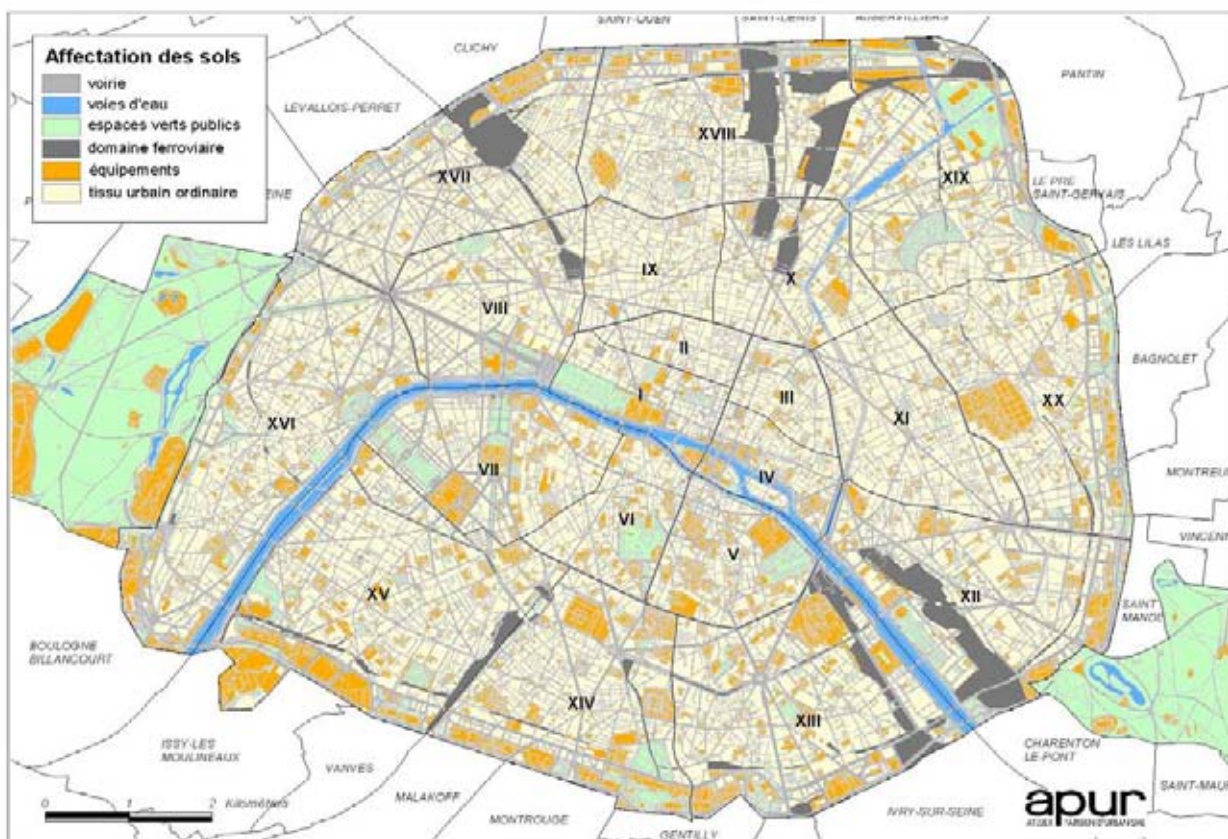 SAINT-OUEN
SAINT-DENIS
AUBERVILLIERS
CLICHY
PANTIN
LEVALLOIS-PERRET
Affectation des sols
voirie
voies d'eau
espaces verts publics
domaine ferroviaire
équipements
tissu urbain ordinaire
XVIII
XVII
XIX
LE PRE
SAINT-GERVAIS
LES LILAS
IX
X
VIII
II
BAGNOLET
I
III
XX
XVI
XI
VII
IV
MONTREUIL
VI
V
VINCENNES
XV
XII
SAINT
MANDE
BOULOGNE
BILLANCOURT
XIV
XIII
ISSY-LES
MOULINEAUX
CHARENTON
LE-PONT
VANVES
SAINT-MAUR
0 1 2 Kilomètres
MALAKOFF
IVRY-SUR-SEINE
apur
MONTROUGE
GENTILLY